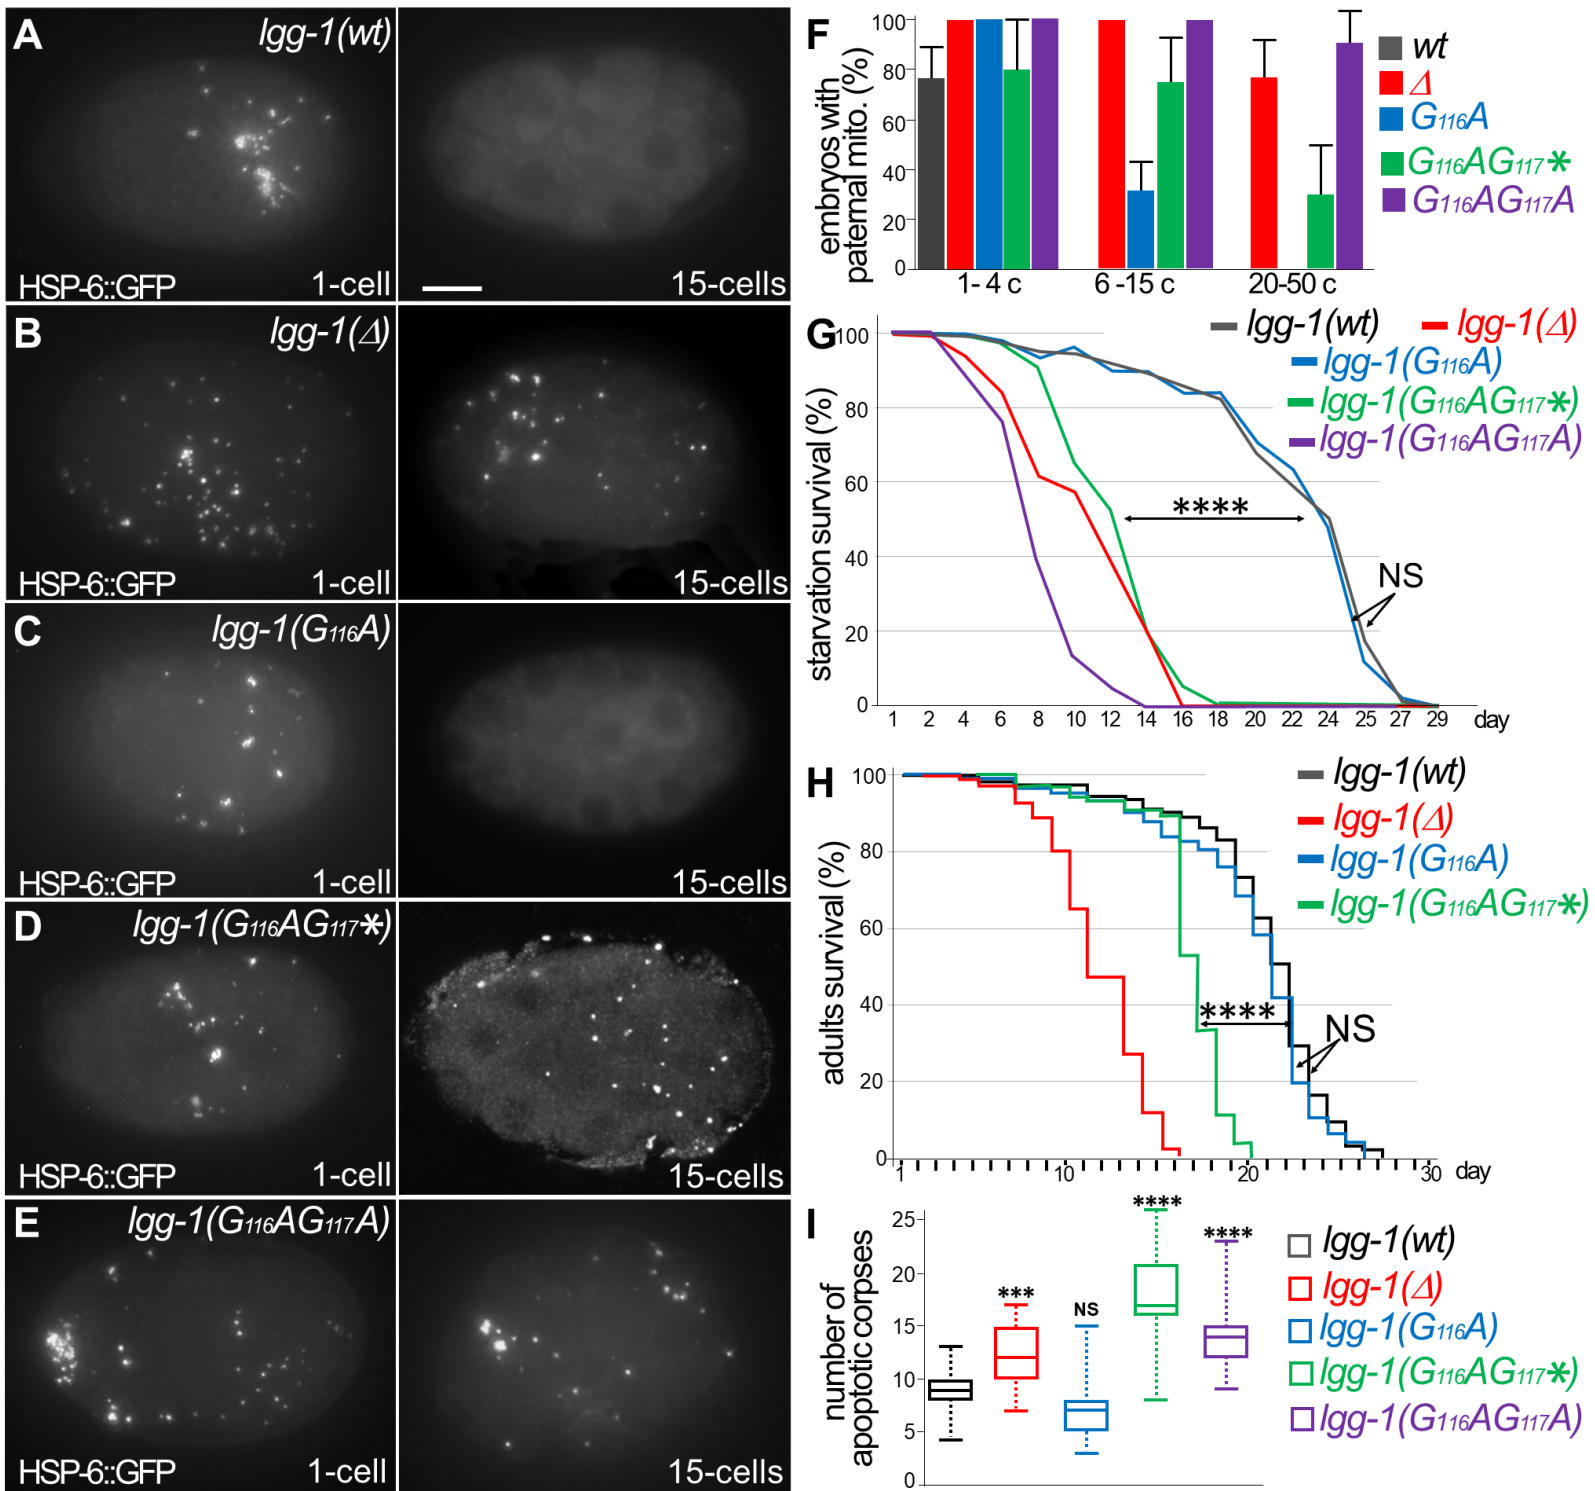 A
lgg-1(wt)
HSP-6::GFP
1-cell
15-cells
B
lgg-1(Δ)
HSP-6::GFP
1-cell
15-cells
C
lgg-1(G116A)
HSP-6::GFP
1-cell
15-cells
D
lgg-1(G116AG117*)
HSP-6::GFP
1-cell
15-cells
E
lgg-1(G116AG117A)
HSP-6::GFP
1-cell
15-cells
F
embryos with
paternal mito. (%)
100
80
60
40
20
0
1- 4 c
6 -15 c
20-50 c
wt
Δ
G116A
G116AG117*
G116AG117A
G
starvation survival (%)
100
80
60
40
20
0
1 2 4 6 8 10 12 14 16 18 20 22 24 25 27 29 day
lgg-1(wt)
lgg-1(Δ)
lgg-1(G116A)
lgg-1(G116AG117*)
lgg-1(G116AG117A)
****
NS
H
adults survival (%)
100
80
60
40
20
0
1 10 20 30 day
lgg-1(wt)
lgg-1(Δ)
lgg-1(G116A)
lgg-1(G116AG117*)
****
NS
I
number of
apoptotic corpses
25
20
15
10
5
0
***
NS
****
****
lgg-1(wt)
lgg-1(Δ)
lgg-1(G116A)
lgg-1(G116AG117*)
lgg-1(G116AG117A)